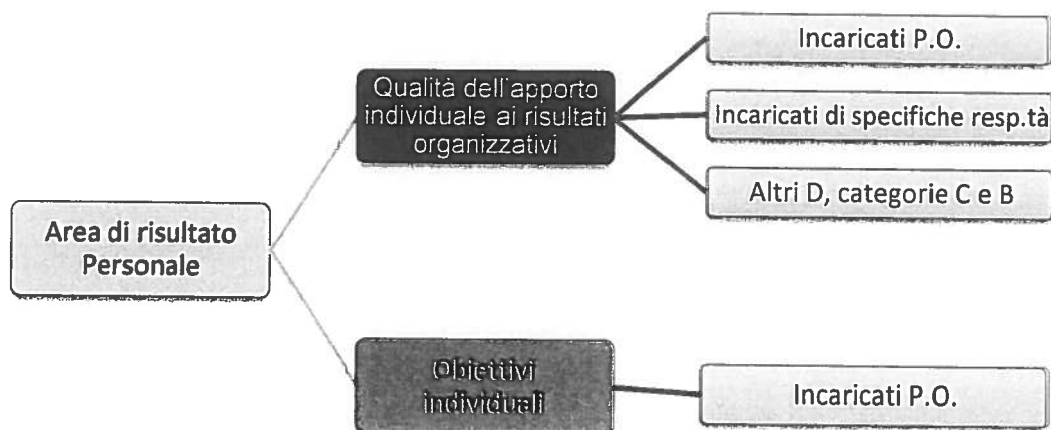 Incaricati P.O.
Qualità dell'apporto
individuale ai risultati
organizzativi
Incaricati di specifiche resp.tà
Altri D, categorie C e B
Area di risultato
Personale
Obiettivi
individuali
Incaricati P.O.